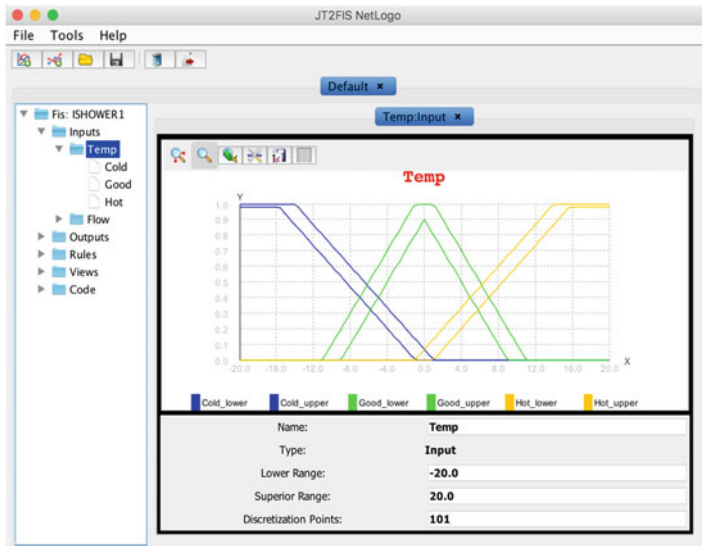 JT2FIS NetLogo
File Tools Help
Default ×
Fis: ISHOWER1
Inputs
Temp
Cold
Good
Hot
Flow
Outputs
Rules
Views
Code
Temp:Input ×
Temp
Y
1.0
0.9
0.8
0.7
0.6
0.5
0.4
0.3
0.2
0.1
0.0
-20.0 -16.0 -12.0 -8.0 -4.0 0.0 4.0 8.0 12.0 16.0 20.0 X
Cold_lower Cold_upper Good_lower Good_upper Hot_lower Hot_upper
Name: Temp
Type: Input
Lower Range: -20.0
Superior Range: 20.0
Discretization Points: 101